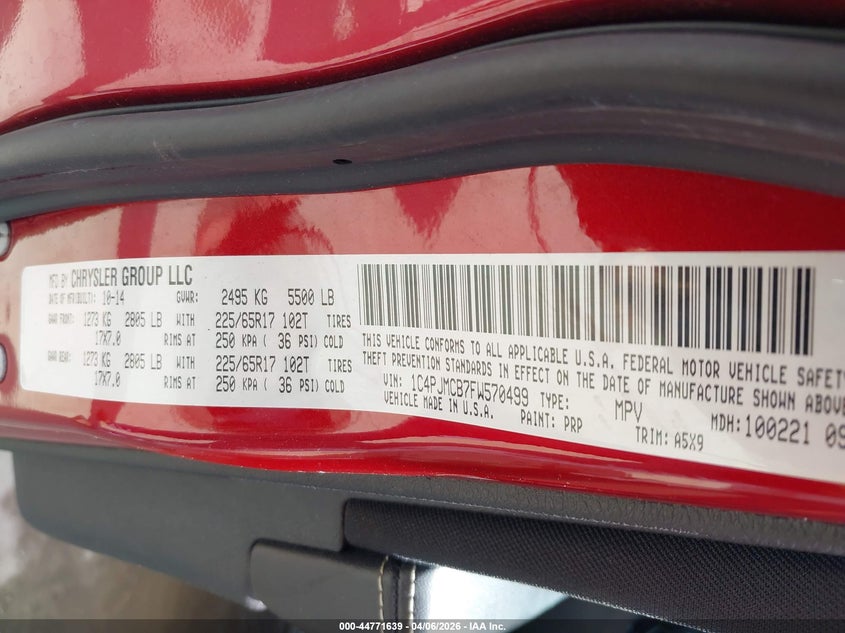 MFD BY CHRYSLER GROUP LLC
DATE OF MFR(BUILT): 10-14 GVWR: 2495 KG 5500 LB
GAWR FRONT: 1273 KG 2805 LB WITH 225/65R17 102T TIRES
17X7.0 RIMS AT 250 KPA ( 36 PSI) COLD
GAWR REAR: 1273 KG 2805 LB WITH 225/65R17 102T TIRES
17X7.0 RIMS AT 250 KPA ( 36 PSI) COLD
THIS VEHICLE CONFORMS TO ALL APPLICABLE U.S.A. FEDERAL MOTOR VEHICLE SAFETY
THEFT PREVENTION STANDARDS IN EFFECT ON THE DATE OF MANUFACTURE SHOWN ABOVE
VIN: 1C4PJMCB7FW570499 TYPE: MPV MDH:100221 09
VEHICLE MADE IN U.S.A. PAINT: PRP TRIM: A5X9
000-44771639 - 04/06/2026 - IAA Inc.